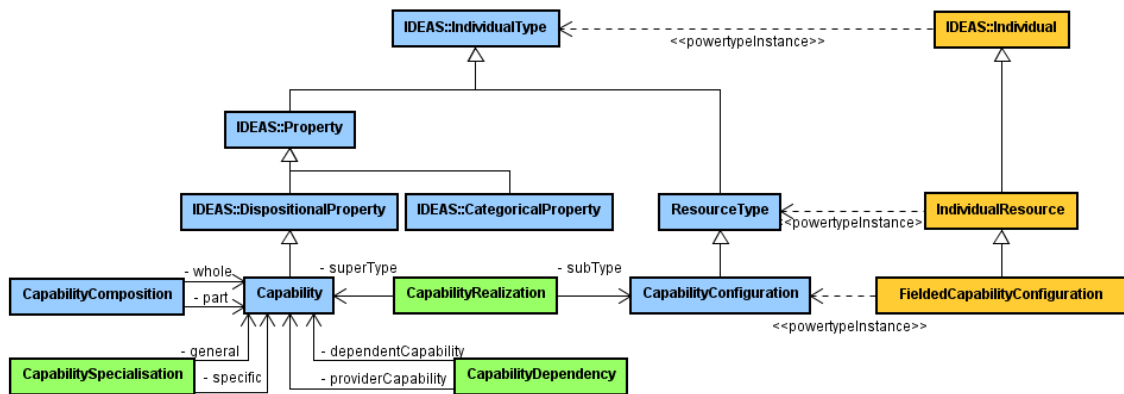 IDEAS::IndividualType
<<powertypeInstance>>
IDEAS::Individual
IDEAS::Property
IDEAS::DispositionalProperty
IDEAS::CategoricalProperty
ResourceType
<<powertypeInstance>
IndividualResource
CapabilityComposition
- whole
- part
Capability
- superType
CapabilityRealization
- subType
CapabilityConfiguration
FieldedCapabilityConfiguration
<<powertypeInstance>>
CapabilitySpecialisation
- general
- specific
- dependentCapability
- providerCapability
CapabilityDependency